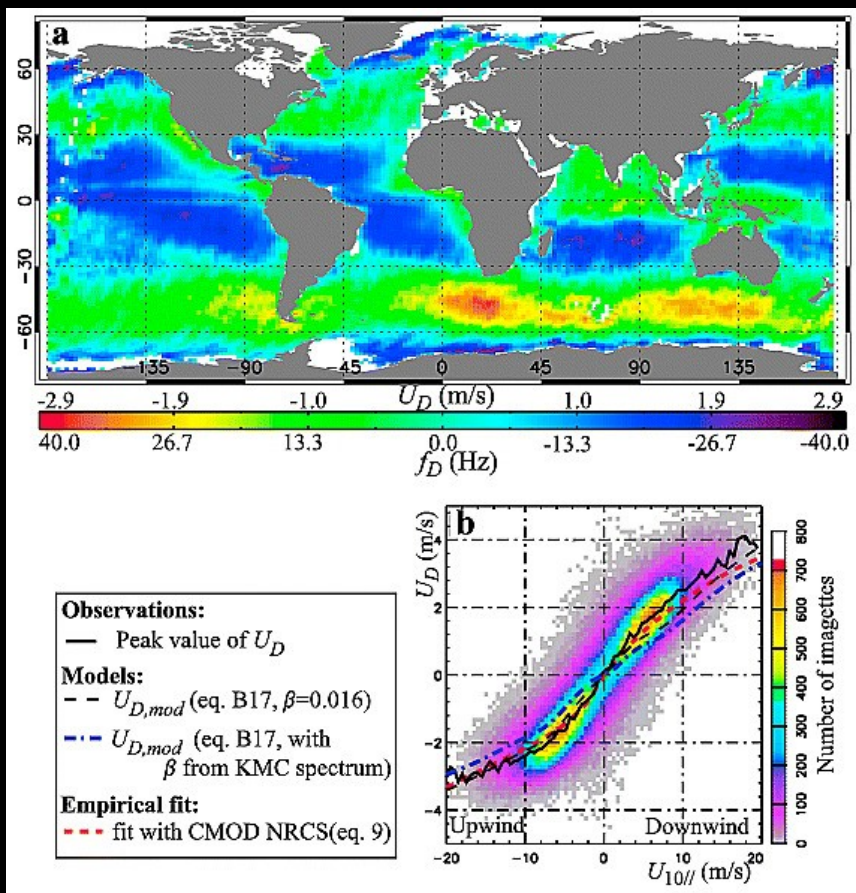 a
60
30
0
-30
-60
-135
-90
-45
0
45
90
135
-2.9
-1.9
-1.0
U_D (m/s)
1.0
1.9
2.9
40.0
26.7
13.3
0.0
-13.3
-26.7
-40.0
f_D (Hz)
b
U_D (m/s)
4
2
0
-2
-4
Upwind
Downwind
-20
-10
0
10
20
U_10// (m/s)
800
700
600
500
400
300
200
100
0
Number of imagettes
Observations:
Peak value of U_D
Models:
U_D,mod (eq. B17, β=0.016)
U_D,mod (eq. B17, with
β from KMC spectrum)
Empirical fit:
fit with CMOD NRCS(eq. 9)